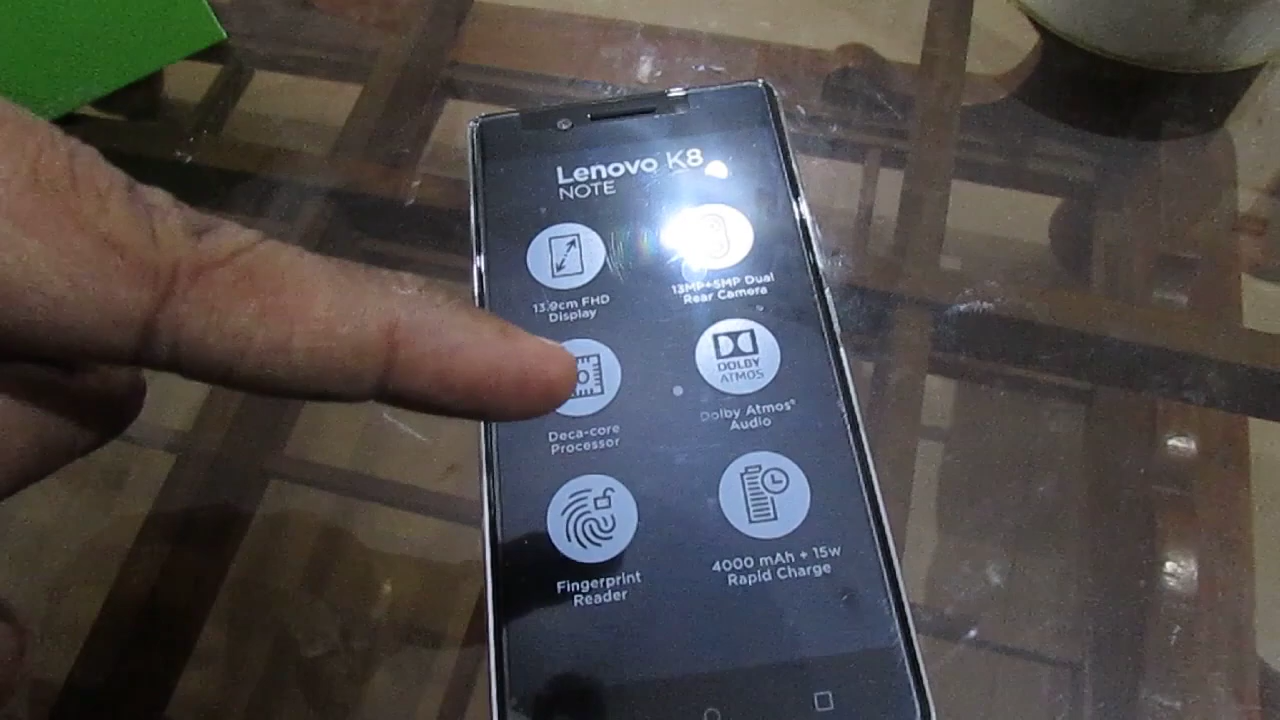 Lenovo K8
NOTE
13.9cm FHD
Display
13MP+5MP Dual
Rear Camera
Deca-core
Processor
DOLBY
ATMOS
Dolby Atmos®
Audio
Fingerprint
Reader
4000 mAh + 15w
Rapid Charge